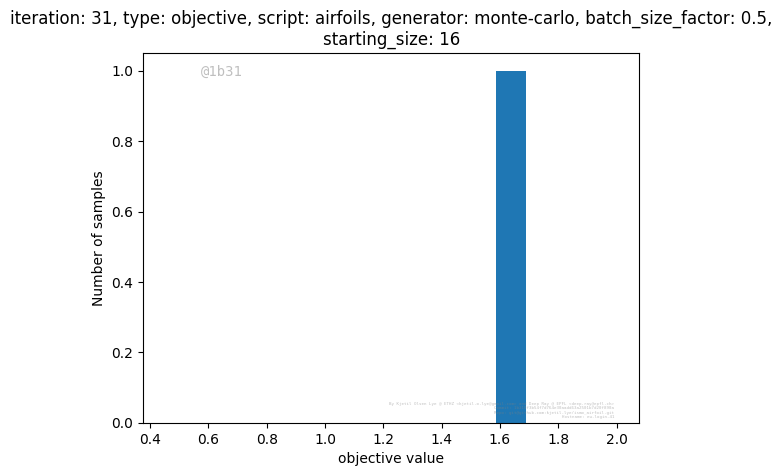 iteration: 31, type: objective, script: airfoils, generator: monte-carlo, batch_size_factor: 0.5,
starting_size: 16
@1b31
1.0
0.8
0.6
0.4
0.2
0.0
Number of samples
0.4 0.6 0.8 1.0 1.2 1.4 1.6 1.8 2.0
objective value